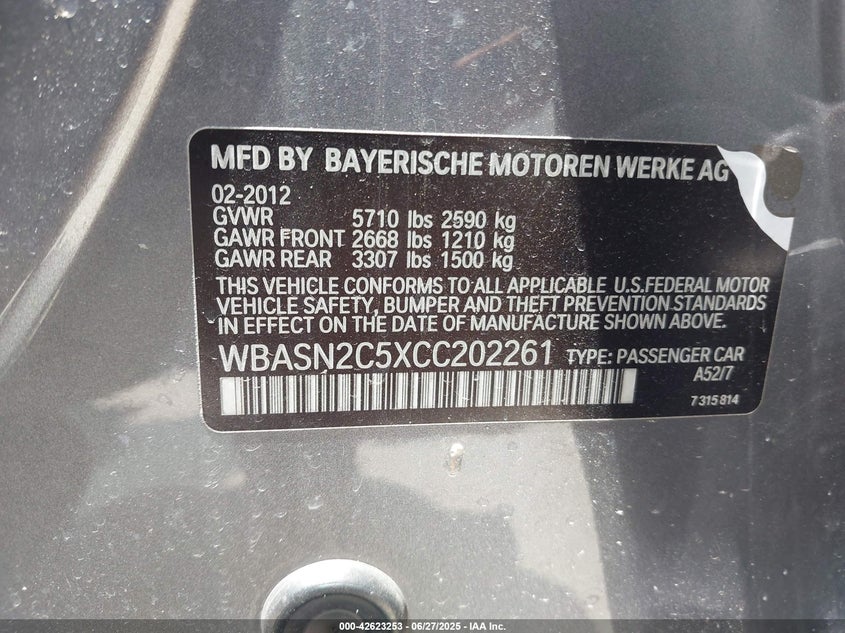 MFD BY BAYERISCHE MOTOREN WERKE AG
02-2012
GVWR 5710 lbs 2590 kg
GAWR FRONT 2668 lbs 1210 kg
GAWR REAR 3307 lbs 1500 kg
THIS VEHICLE CONFORMS TO ALL APPLICABLE U.S.FEDERAL MOTOR
VEHICLE SAFETY, BUMPER AND THEFT PREVENTION STANDARDS
IN EFFECT ON THE DATE OF MANUFACTURE SHOWN ABOVE.
WBASN2C5XCC202261 TYPE: PASSENGER CAR
A52/7
7 315 814
000-42623253 - 06/27/2025 - IAA Inc.